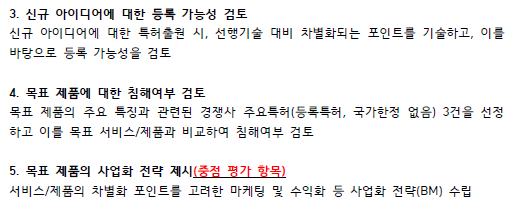 3. 신규 아이디어에 대한 등록 가능성 검토
신규 아이디어에 대한 특허출원 시, 선행기술 대비 차별화되는 포인트를 기술하고, 이를
바탕으로 등록 가능성을 검토
4. 목표 제품에 대한 침해여부 검토
목표 제품의 주요 특징과 관련된 경쟁사 주요특허(등록특허, 국가한정 없음) 3건을 선정
하고 이를 목표 서비스/제품과 비교하여 침해여부 검토
5. 목표 제품의 사업화 전략 제시(중점 평가 항목)
서비스/제품의 차별화 포인트를 고려한 마케팅 및 수익화 등 사업화 전략(BM) 수립